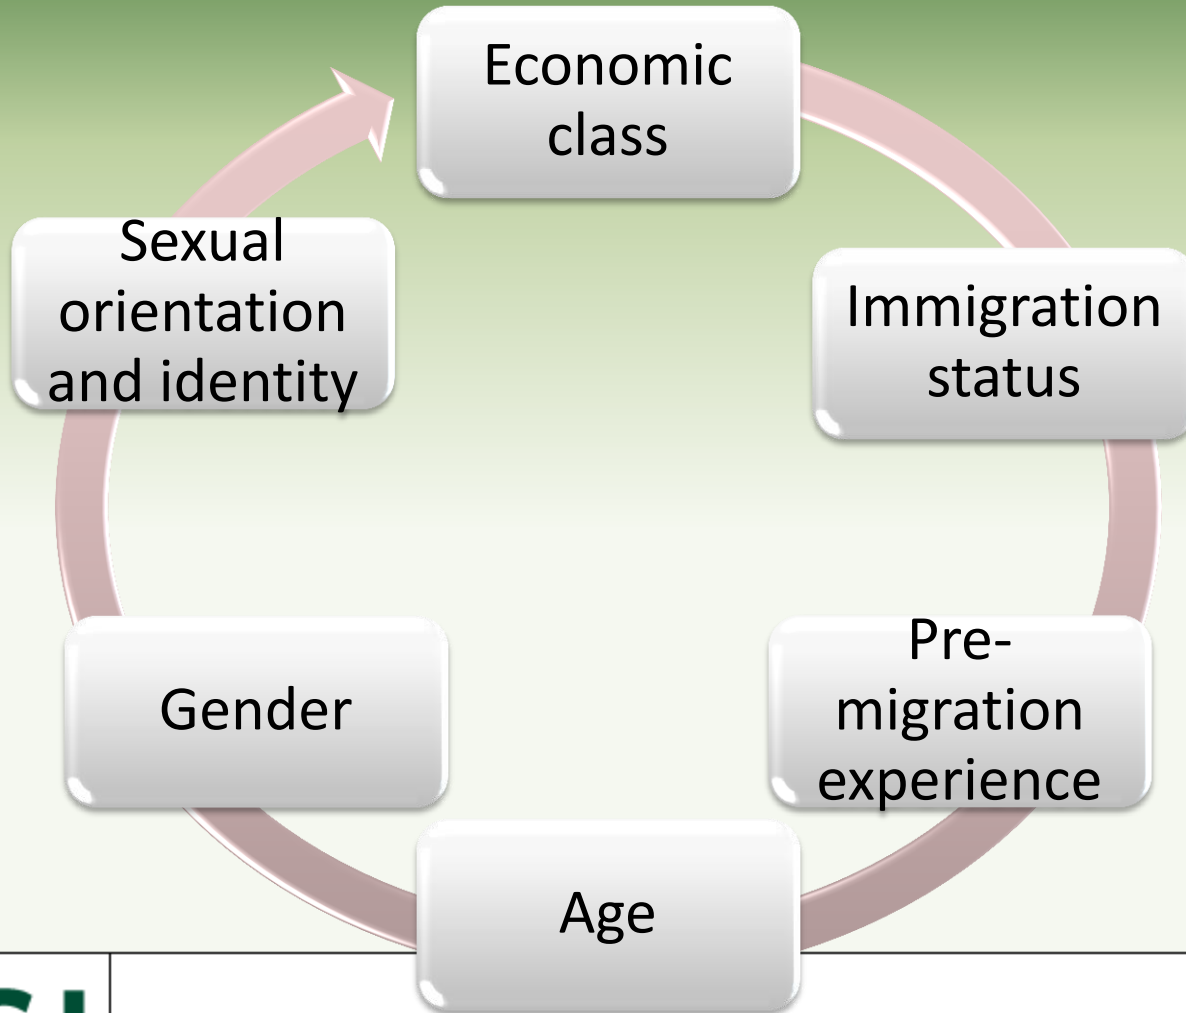 Economic
class
Immigration
status
Pre-
migration
experience
Age
Gender
Sexual
orientation
and identity